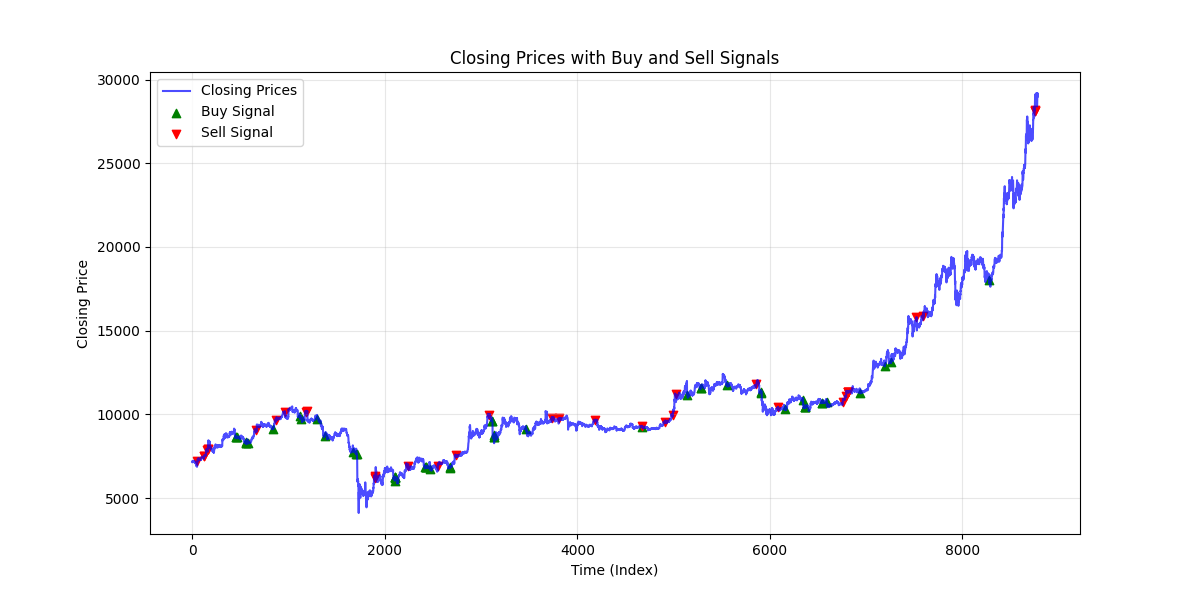 Closing Prices with Buy and Sell Signals
Closing Prices
Buy Signal
Sell Signal
30000
25000
20000
15000
10000
5000
Closing Price
0 2000 4000 6000 8000
Time (Index)